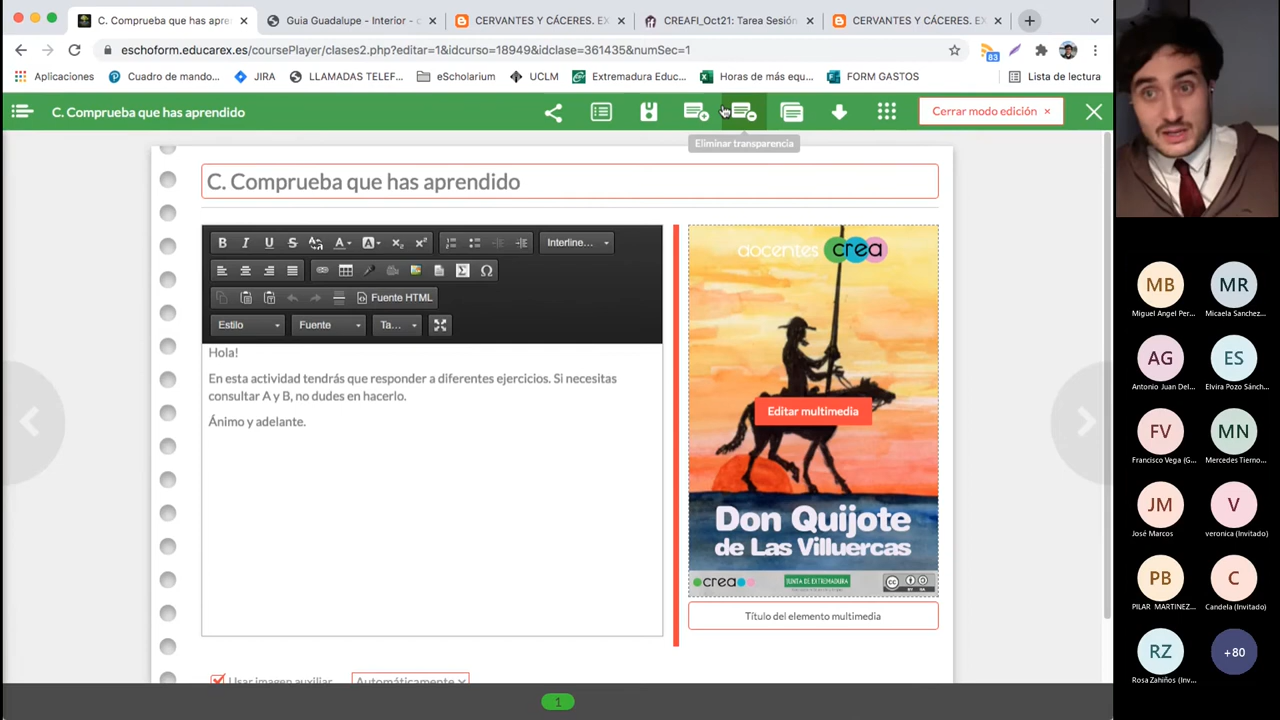 C. Comprueba que has apren
Guia Guadalupe - Interior - c
CERVANTES Y CÁCERES. EX
CREAFI_Oct21: Tarea Sesión
CERVANTES Y CÁCERES. EX
eschoform.educarex.es/coursePlayer/clases2.php?editar=1&idcurso=18949&idclase=361435&numSec=1
83
Aplicaciones
Cuadro de mando...
JIRA
LLAMADAS TELEF...
eScholarium
UCLM
Extremadura Educ...
Horas de más equ...
FORM GASTOS
Lista de lectura
C. Comprueba que has aprendido
Cerrar modo edición ×
Eliminar transparencia
C. Comprueba que has aprendido
Interline...
Fuente HTML
Estilo
Fuente
Ta...
Hola!
En esta actividad tendrás que responder a diferentes ejercicios. Si necesitas
consultar A y B, no dudes en hacerlo.
Ánimo y adelante.
docentes crea
Editar multimedia
Don Quijote
de Las Villuercas
crea
JUNTA DE EXTREMADURA
Título del elemento multimedia
Usar imagen auxiliar
Automáticamente
1
MB
Miguel Angel Per...
MR
Micaela Sanchez...
AG
Antonio Juan Del...
ES
Elvira Pozo Sánch...
FV
Francisco Vega (G...
MN
Mercedes Tierno...
JM
José Marcos
V
veronica (Invitado)
PB
PILAR MARTINEZ...
C
Candela (Invitado)
RZ
Rosa Zahiños (Inv...
+80